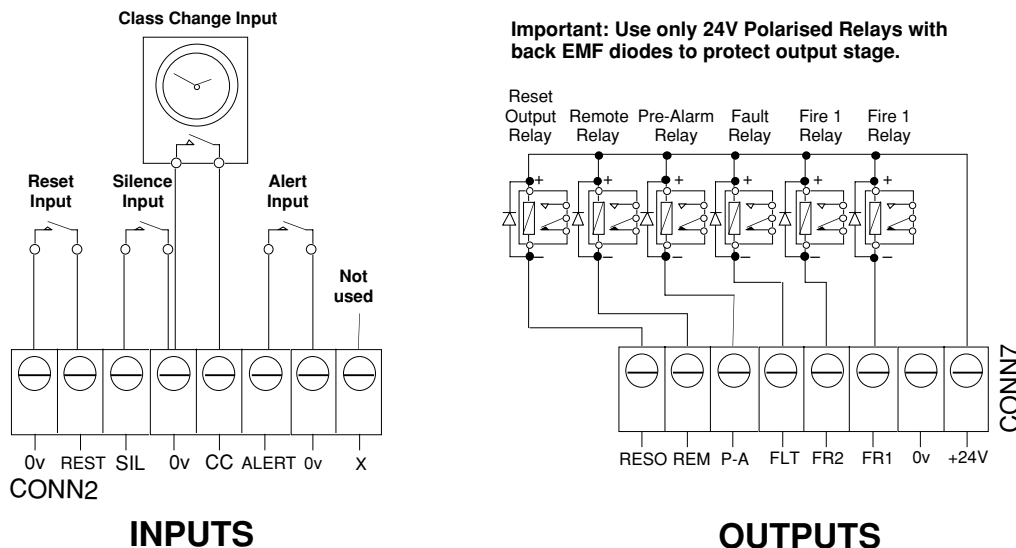 Class Change Input
Reset
Input
Silence
Input
Alert
Input
Not
used
0v REST SIL 0v CC ALERT 0v X
CONN2
INPUTS
Important: Use only 24V Polarised Relays with
back EMF diodes to protect output stage.
Reset
Output
Relay
Remote
Relay
Pre-Alarm
Relay
Fault
Relay
Fire 1
Relay
Fire 1
Relay
+ + + + + +
– – – – – –
CONN7
RESO REM P-A FLT FR2 FR1 0v +24V
OUTPUTS